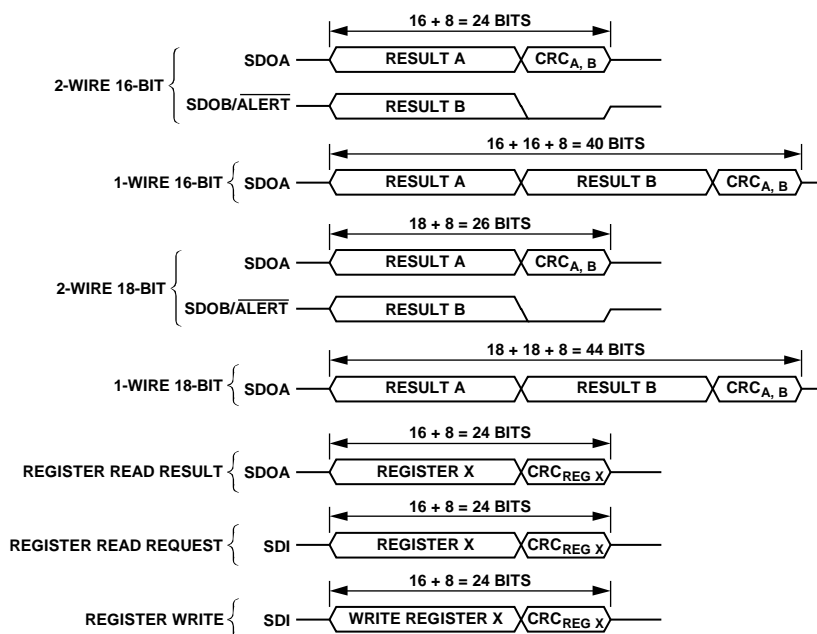 16 + 8 = 24 BITS
SDOA RESULT A CRCA, B
2-WIRE 16-BIT
SDOB/ALERT RESULT B
16 + 16 + 8 = 40 BITS
1-WIRE 16-BIT SDOA RESULT A RESULT B CRCA, B
18 + 8 = 26 BITS
SDOA RESULT A CRCA, B
2-WIRE 18-BIT
SDOB/ALERT RESULT B
18 + 18 + 8 = 44 BITS
1-WIRE 18-BIT SDOA RESULT A RESULT B CRCA, B
16 + 8 = 24 BITS
REGISTER READ RESULT SDOA REGISTER X CRCREG X
16 + 8 = 24 BITS
REGISTER READ REQUEST SDI REGISTER X CRCREG X
16 + 8 = 24 BITS
REGISTER WRITE SDI WRITE REGISTER X CRCREG X